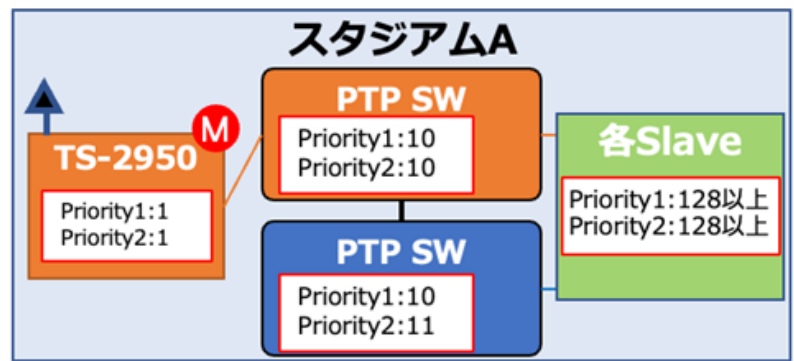 スタジアムA
M
TS-2950
Priority1:1
Priority2:1
PTP SW
Priority1:10
Priority2:10
PTP SW
Priority1:10
Priority2:11
各Slave
Priority1:128以上
Priority2:128以上